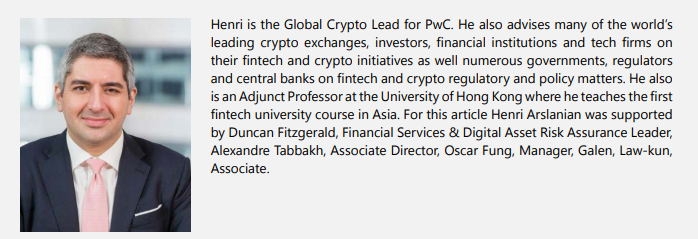 Henri is the Global Crypto Lead for PwC. He also advises many of the world's
leading crypto exchanges, investors, financial institutions and tech firms on
their fintech and crypto initiatives as well numerous governments, regulators
and central banks on fintech and crypto regulatory and policy matters. He also
is an Adjunct Professor at the University of Hong Kong where he teaches the first
fintech university course in Asia. For this article Henri Arslanian was supported
by Duncan Fitzgerald, Financial Services & Digital Asset Risk Assurance Leader,
Alexandre Tabbakh, Associate Director, Oscar Fung, Manager, Galen, Law-kun,
Associate.